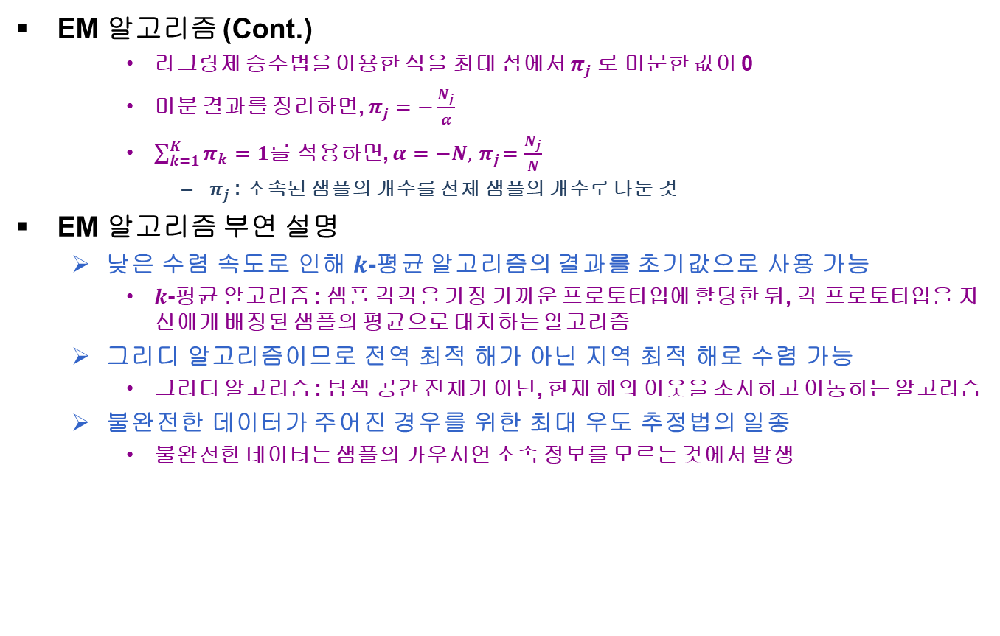 ▪ EM 알고리즘 (Cont.)
• 라그랑제 승수법을 이용한 식을 최대 점에서 π_j 로 미분한 값이 0
• 미분 결과를 정리하면, π_j = − N_j/α
• ∑_{k=1}^{K} π_k = 1를 적용하면, α = −N, π_j = N_j/N
– π_j : 소속된 샘플의 개수를 전체 샘플의 개수로 나눈 것
▪ EM 알고리즘 부연 설명
➢ 낮은 수렴 속도로 인해 k-평균 알고리즘의 결과를 초기값으로 사용 가능
• k-평균 알고리즘 : 샘플 각각을 가장 가까운 프로토타입에 할당한 뒤, 각 프로토타입을 자
신에게 배정된 샘플의 평균으로 대치하는 알고리즘
➢ 그리디 알고리즘이므로 전역 최적 해가 아닌 지역 최적 해로 수렴 가능
• 그리디 알고리즘 : 탐색 공간 전체가 아닌, 현재 해의 이웃을 조사하고 이동하는 알고리즘
➢ 불완전한 데이터가 주어진 경우를 위한 최대 우도 추정법의 일종
• 불완전한 데이터는 샘플의 가우시언 소속 정보를 모르는 것에서 발생